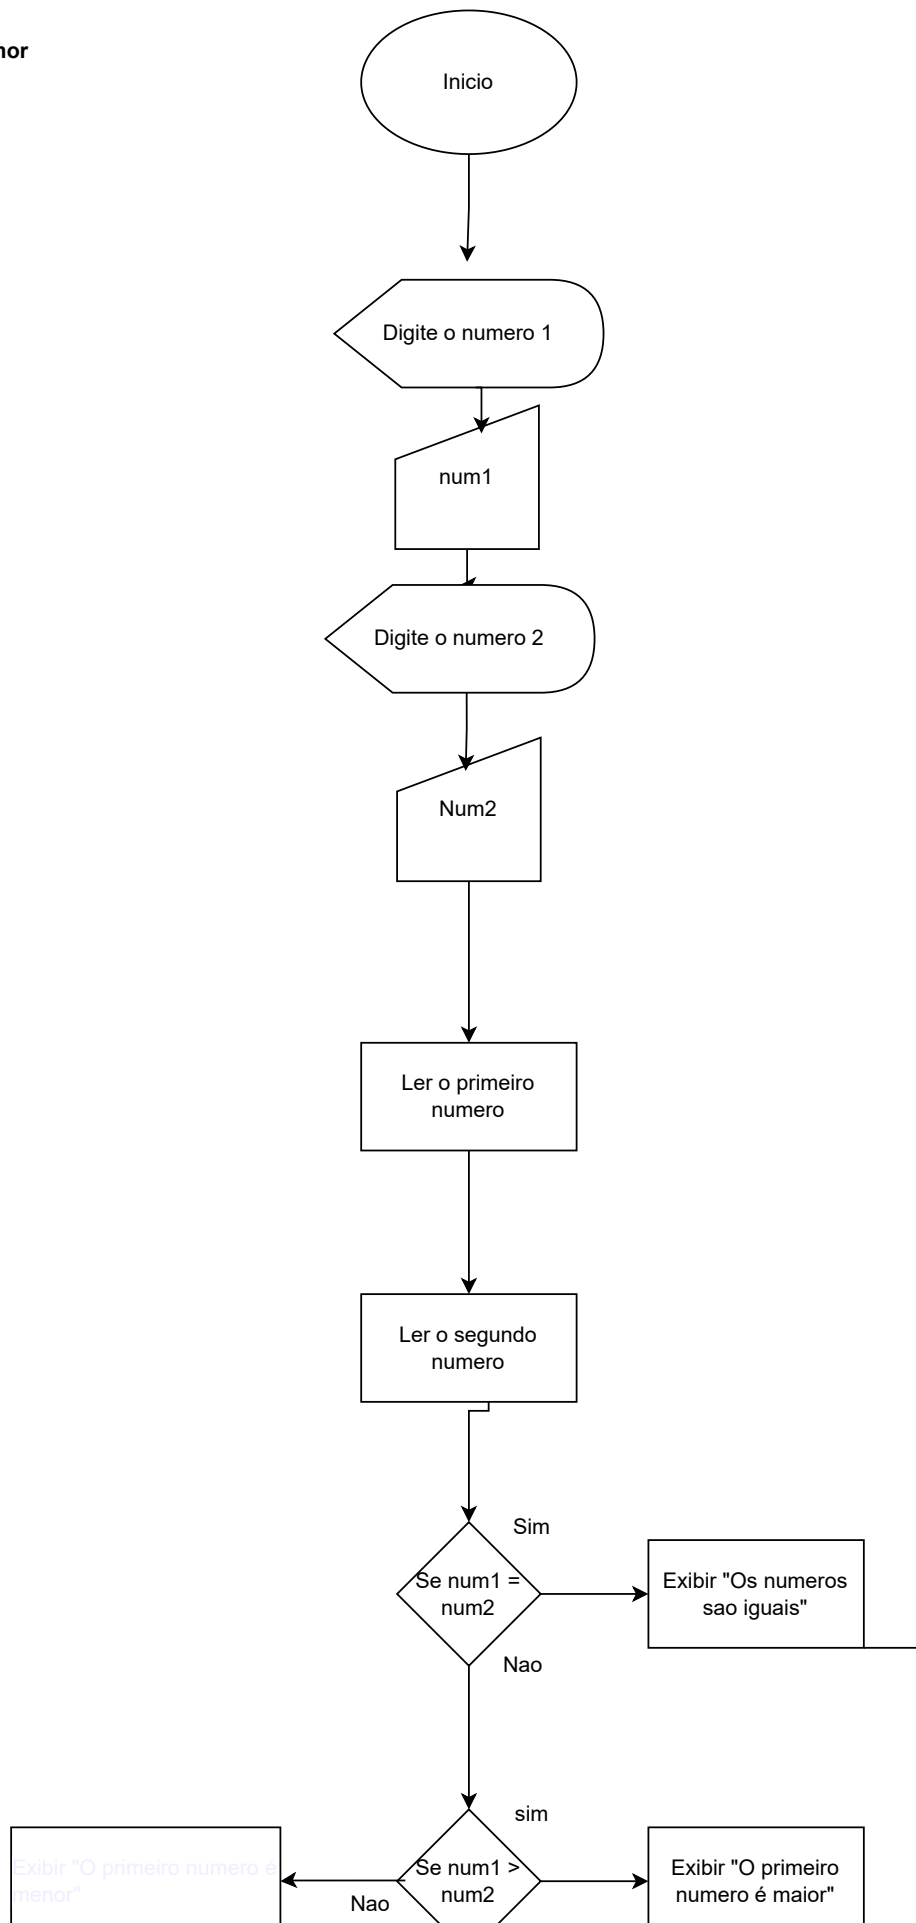 nor
Inicio
Digite o numero 1
num1
Digite o numero 2
Num2
Ler o primeiro
numero
Ler o segundo
numero
Sim
Se num1 =
num2
Exibir "Os numeros
sao iguais"
Nao
sim
Exibir "O primeiro numero é
menor"
Nao
Se num1 >
num2
Exibir "O primeiro
numero é maior"